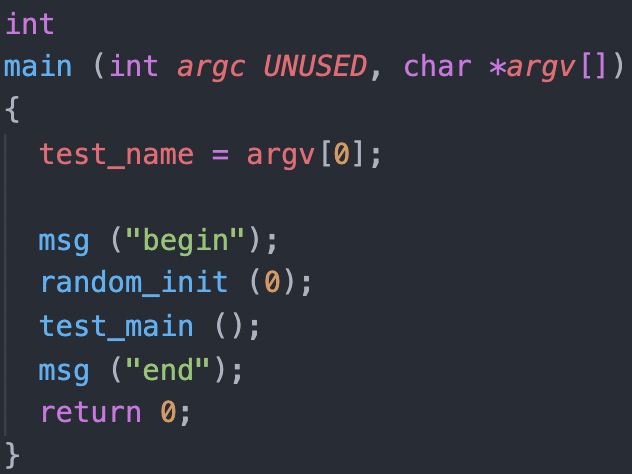 int
main (int argc UNUSED, char *argv[])
{
  test_name = argv[0];

  msg ("begin");
  random_init (0);
  test_main ();
  msg ("end");
  return 0;
}